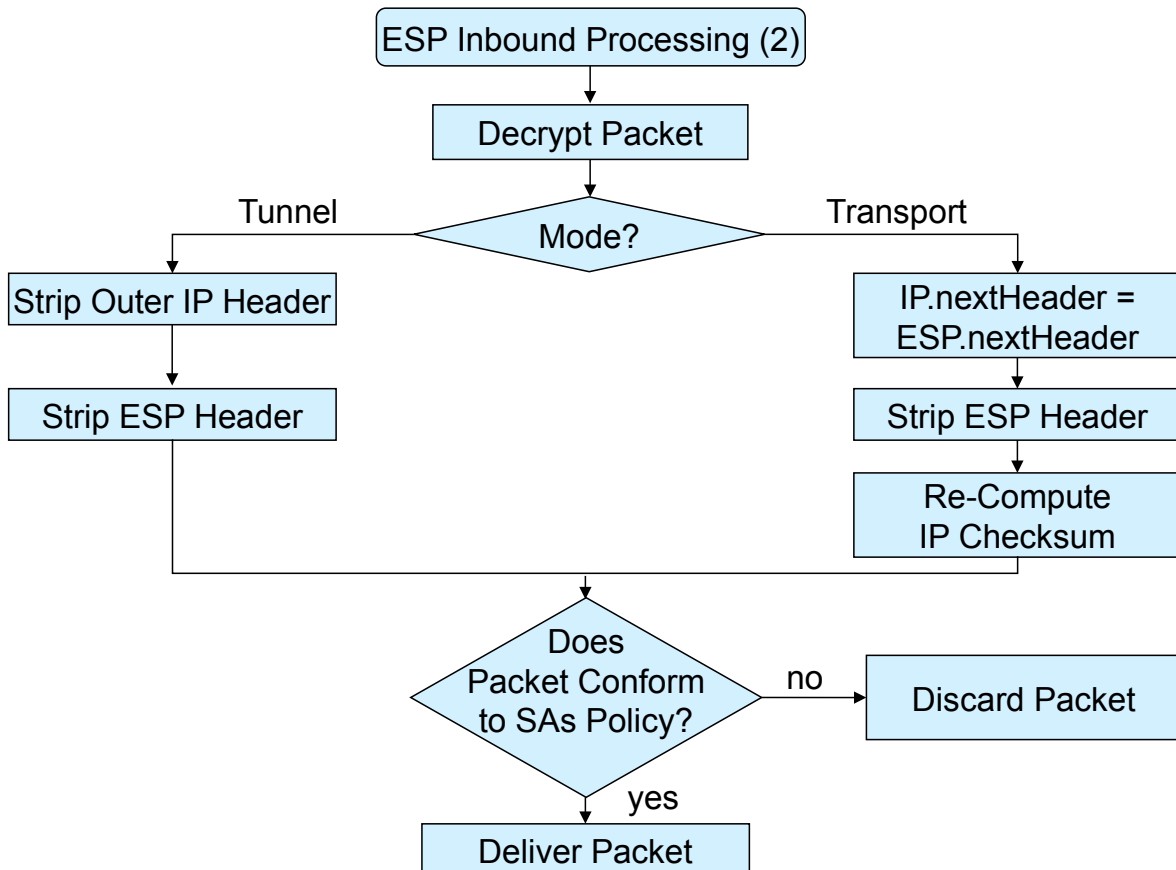 ESP Inbound Processing (2)
Decrypt Packet
Tunnel
Transport
Mode?
Strip Outer IP Header
IP.nextHeader =
ESP.nextHeader
Strip ESP Header
Strip ESP Header
Re-Compute
IP Checksum
Does
Packet Conform
to SAs Policy?
no
Discard Packet
yes
Deliver Packet